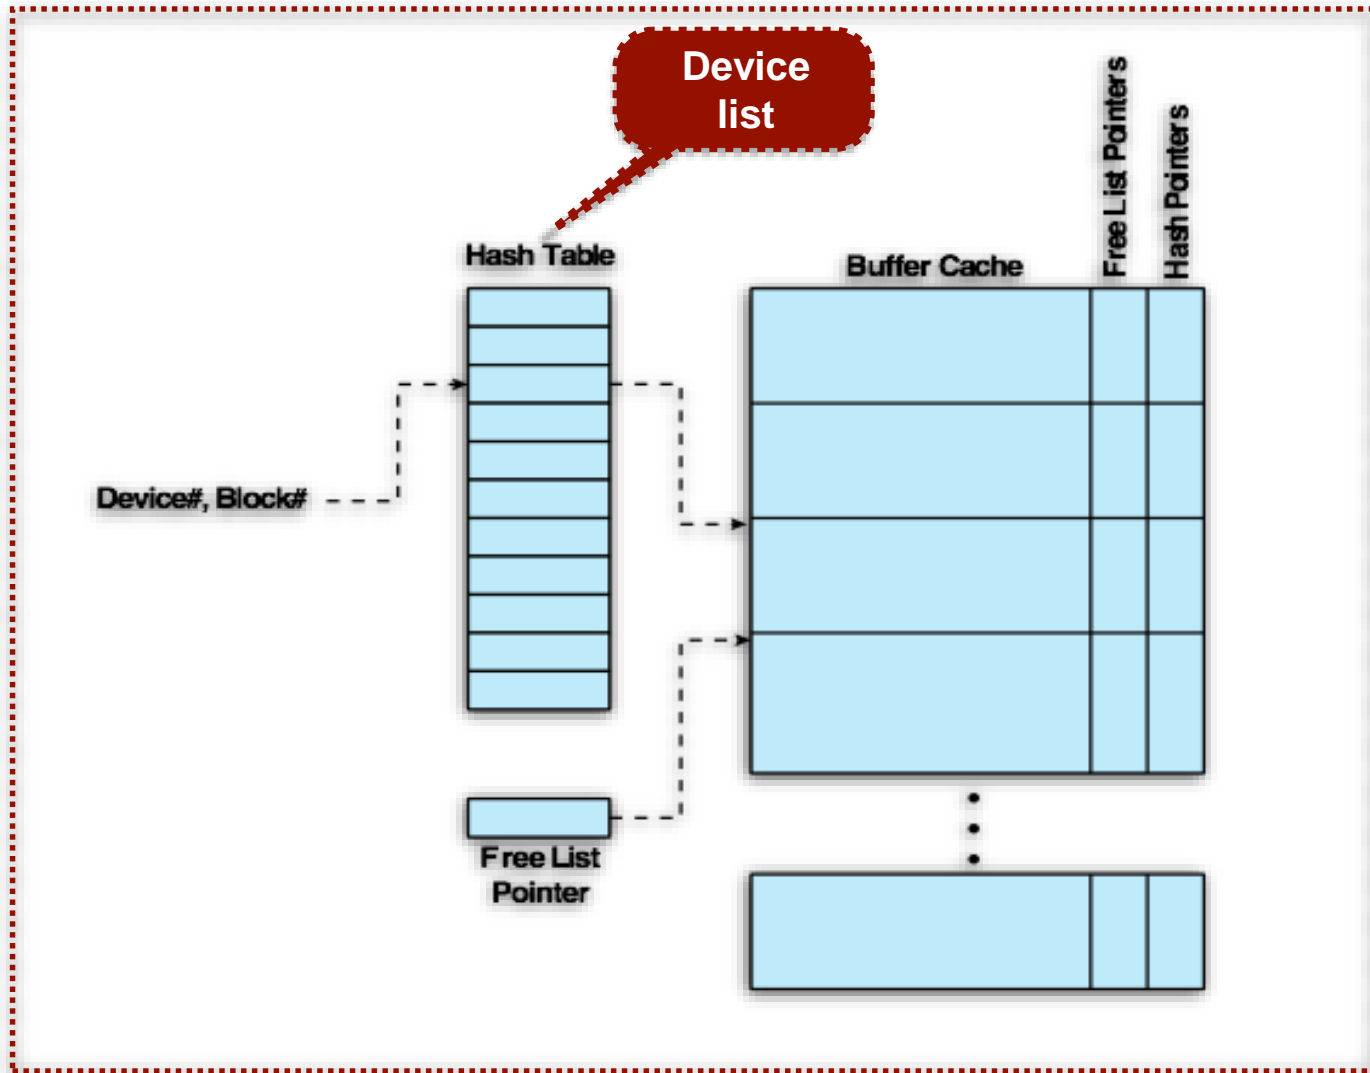 Device
list
Free List Pointers
Hash Pointers
Hash Table
Buffer Cache
Device#, Block#
Free List
Pointer